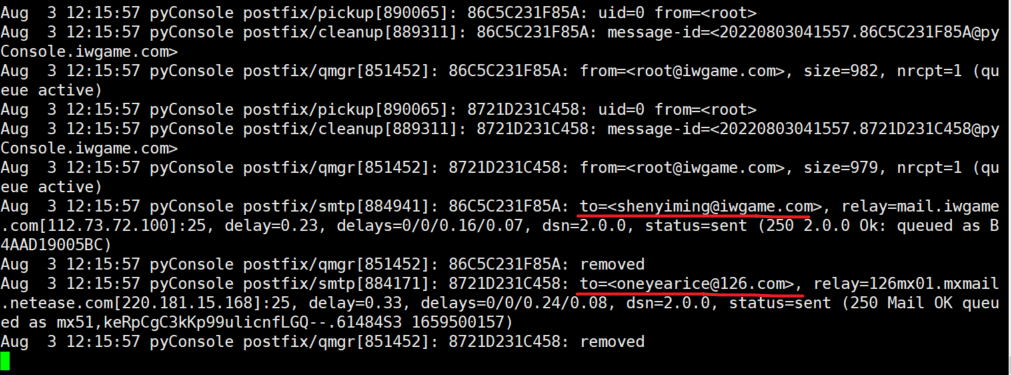 Aug  3 12:15:57 pyConsole postfix/pickup[890065]: 86C5C231F85A: uid=0 from=<root>
Aug  3 12:15:57 pyConsole postfix/cleanup[889311]: 86C5C231F85A: message-id=<20220803041557.86C5C231F85A@py
Console.iwgame.com>
Aug  3 12:15:57 pyConsole postfix/qmgr[851452]: 86C5C231F85A: from=<root@iwgame.com>, size=982, nrcpt=1 (qu
eue active)
Aug  3 12:15:57 pyConsole postfix/pickup[890065]: 8721D231C458: uid=0 from=<root>
Aug  3 12:15:57 pyConsole postfix/cleanup[889311]: 8721D231C458: message-id=<20220803041557.8721D231C458@py
Console.iwgame.com>
Aug  3 12:15:57 pyConsole postfix/qmgr[851452]: 8721D231C458: from=<root@iwgame.com>, size=979, nrcpt=1 (qu
eue active)
Aug  3 12:15:57 pyConsole postfix/smtp[884941]: 86C5C231F85A: to=<shenyiming@iwgame.com>, relay=mail.iwgame
.com[112.73.72.100]:25, delay=0.23, delays=0/0/0.16/0.07, dsn=2.0.0, status=sent (250 2.0.0 Ok: queued as B
4AAD19005BC)
Aug  3 12:15:57 pyConsole postfix/qmgr[851452]: 86C5C231F85A: removed
Aug  3 12:15:57 pyConsole postfix/smtp[884171]: 8721D231C458: to=<oneyearice@126.com>, relay=126mx01.mxmail
.netease.com[220.181.15.168]:25, delay=0.33, delays=0/0/0.24/0.08, dsn=2.0.0, status=sent (250 Mail OK queu
ed as mx51,keRpCgC3kKp99ulicnfLGQ--.61484S3 1659500157)
Aug  3 12:15:57 pyConsole postfix/qmgr[851452]: 8721D231C458: removed